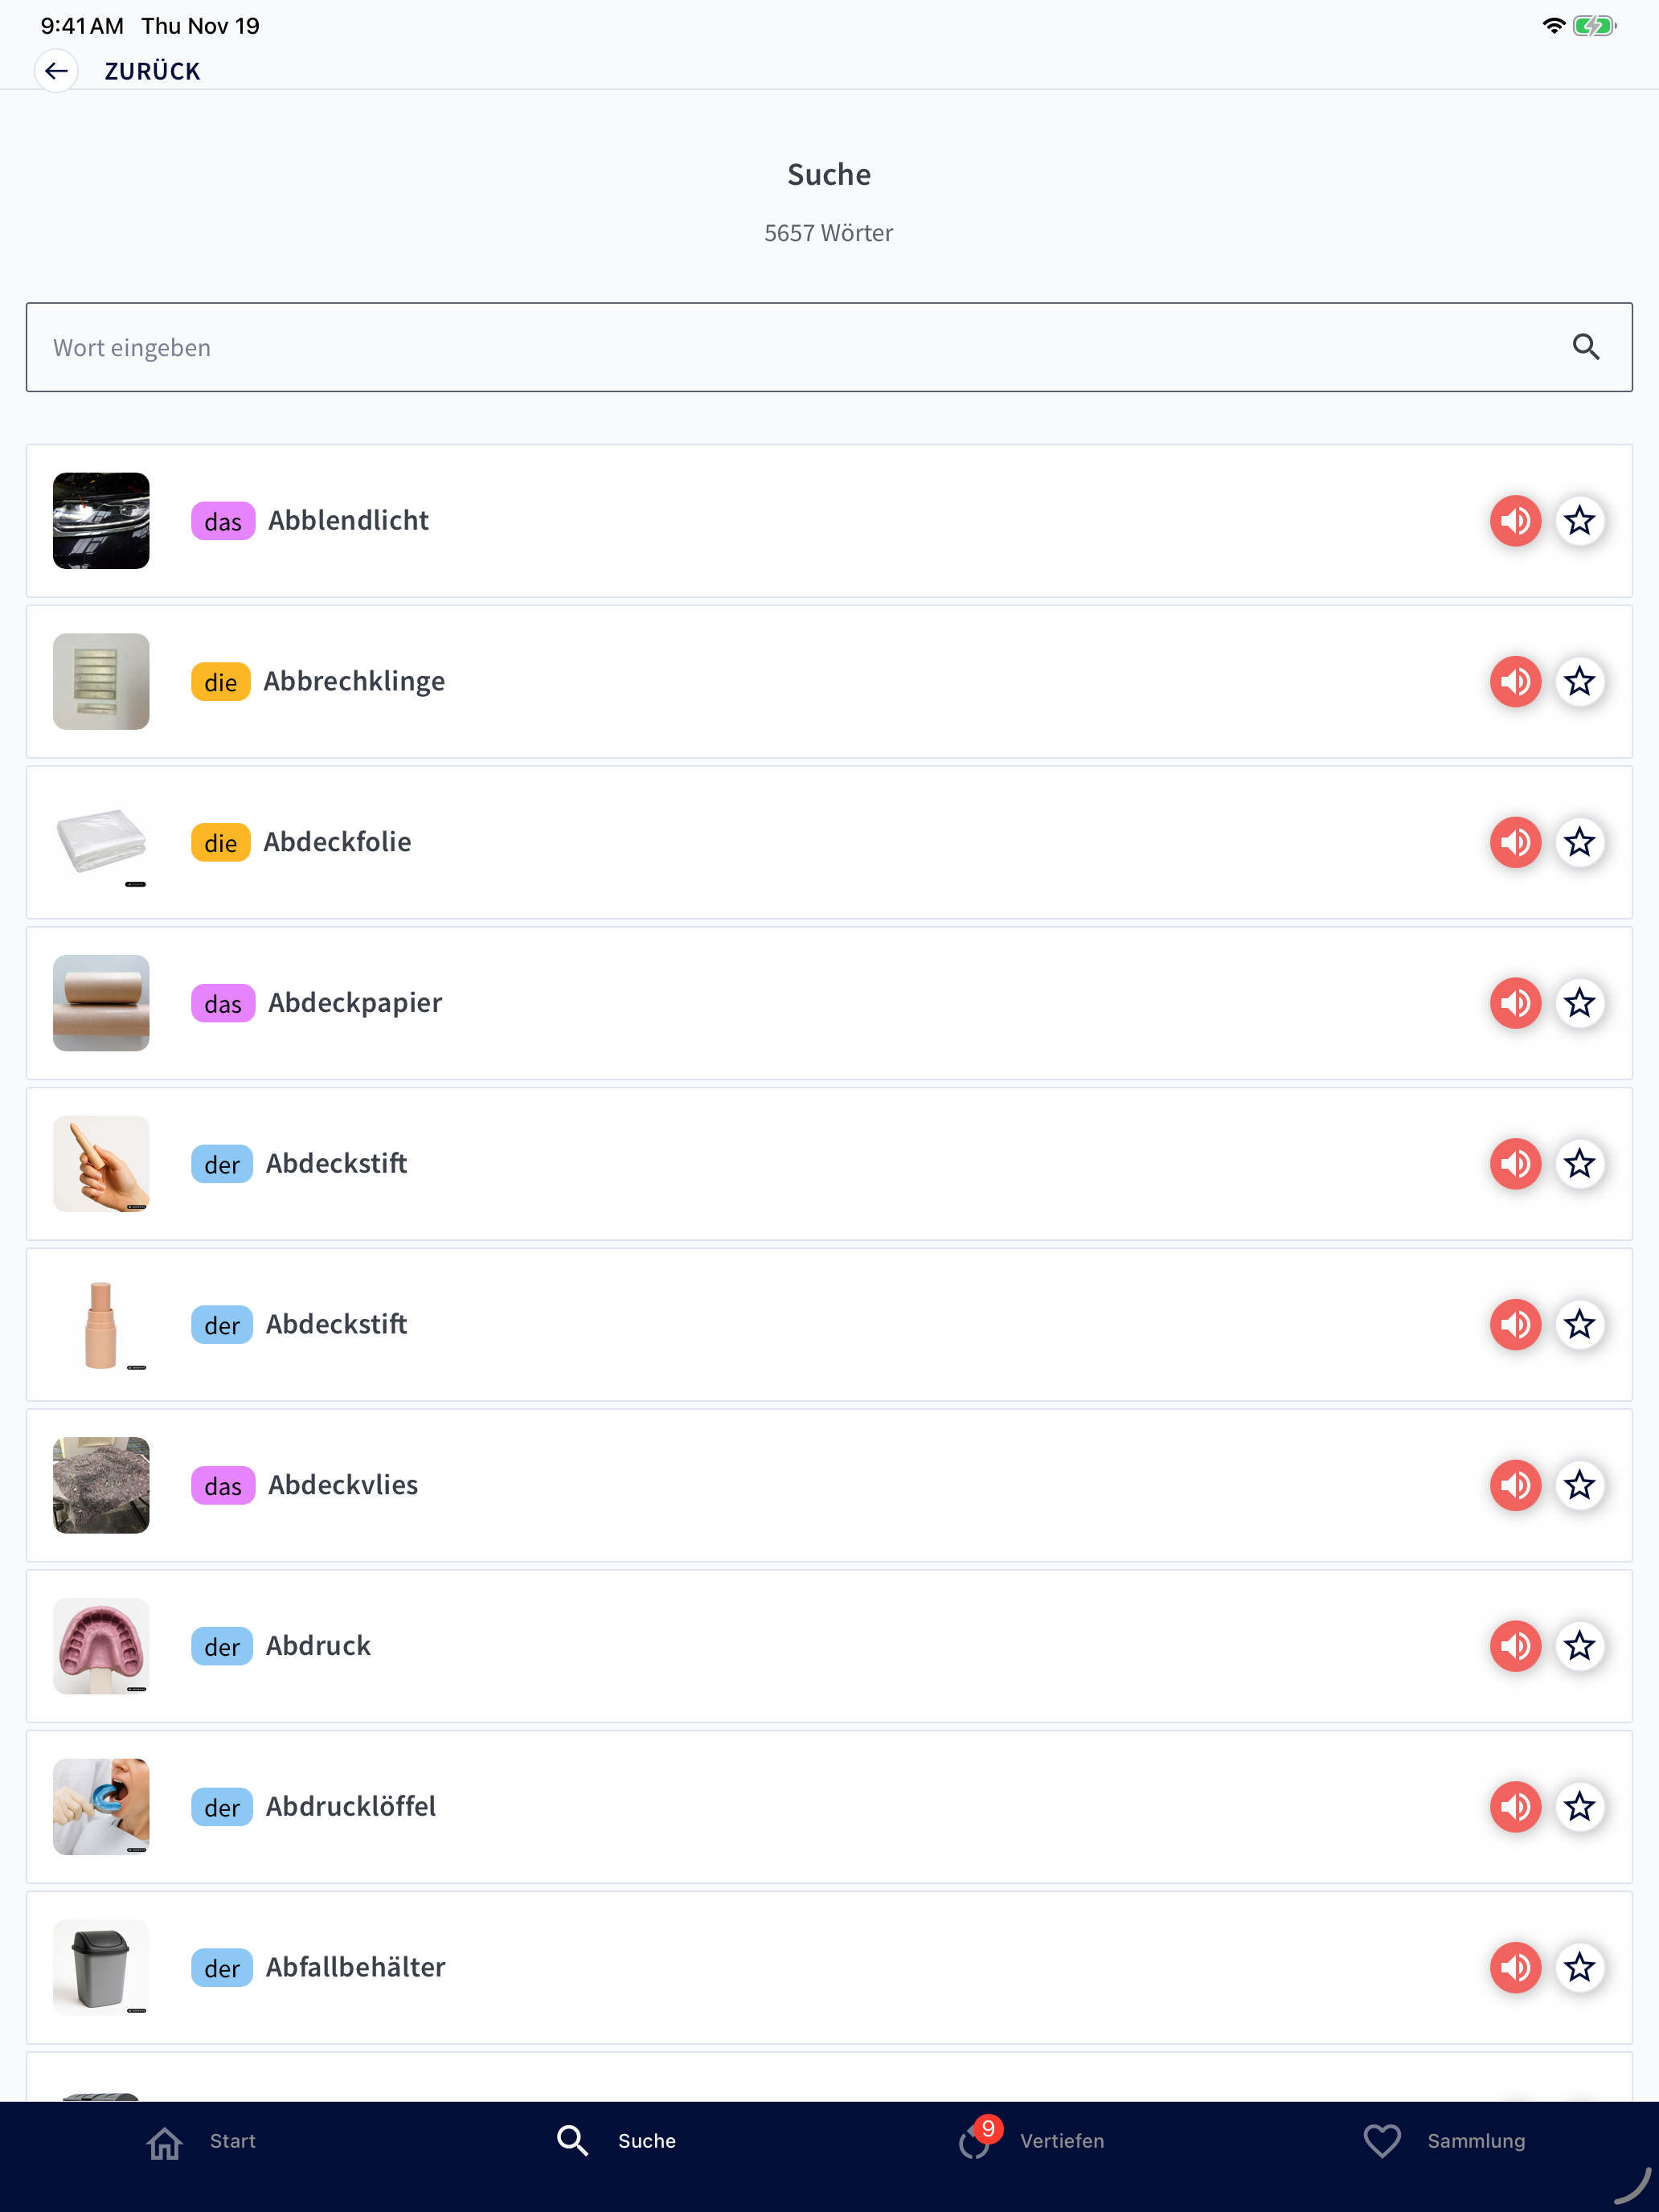 9:41 AM Thu Nov 19
ZURÜCK
Suche
5657 Wörter
Wort eingeben
das Abblendlicht
die Abbrechklinge
die Abdeckfolie
das Abdeckpapier
der Abdeckstift
der Abdeckstift
das Abdeckvlies
der Abdruck
der Abdrucklöffel
der Abfallbehälter
Start
Suche
9
Vertiefen
Sammlung